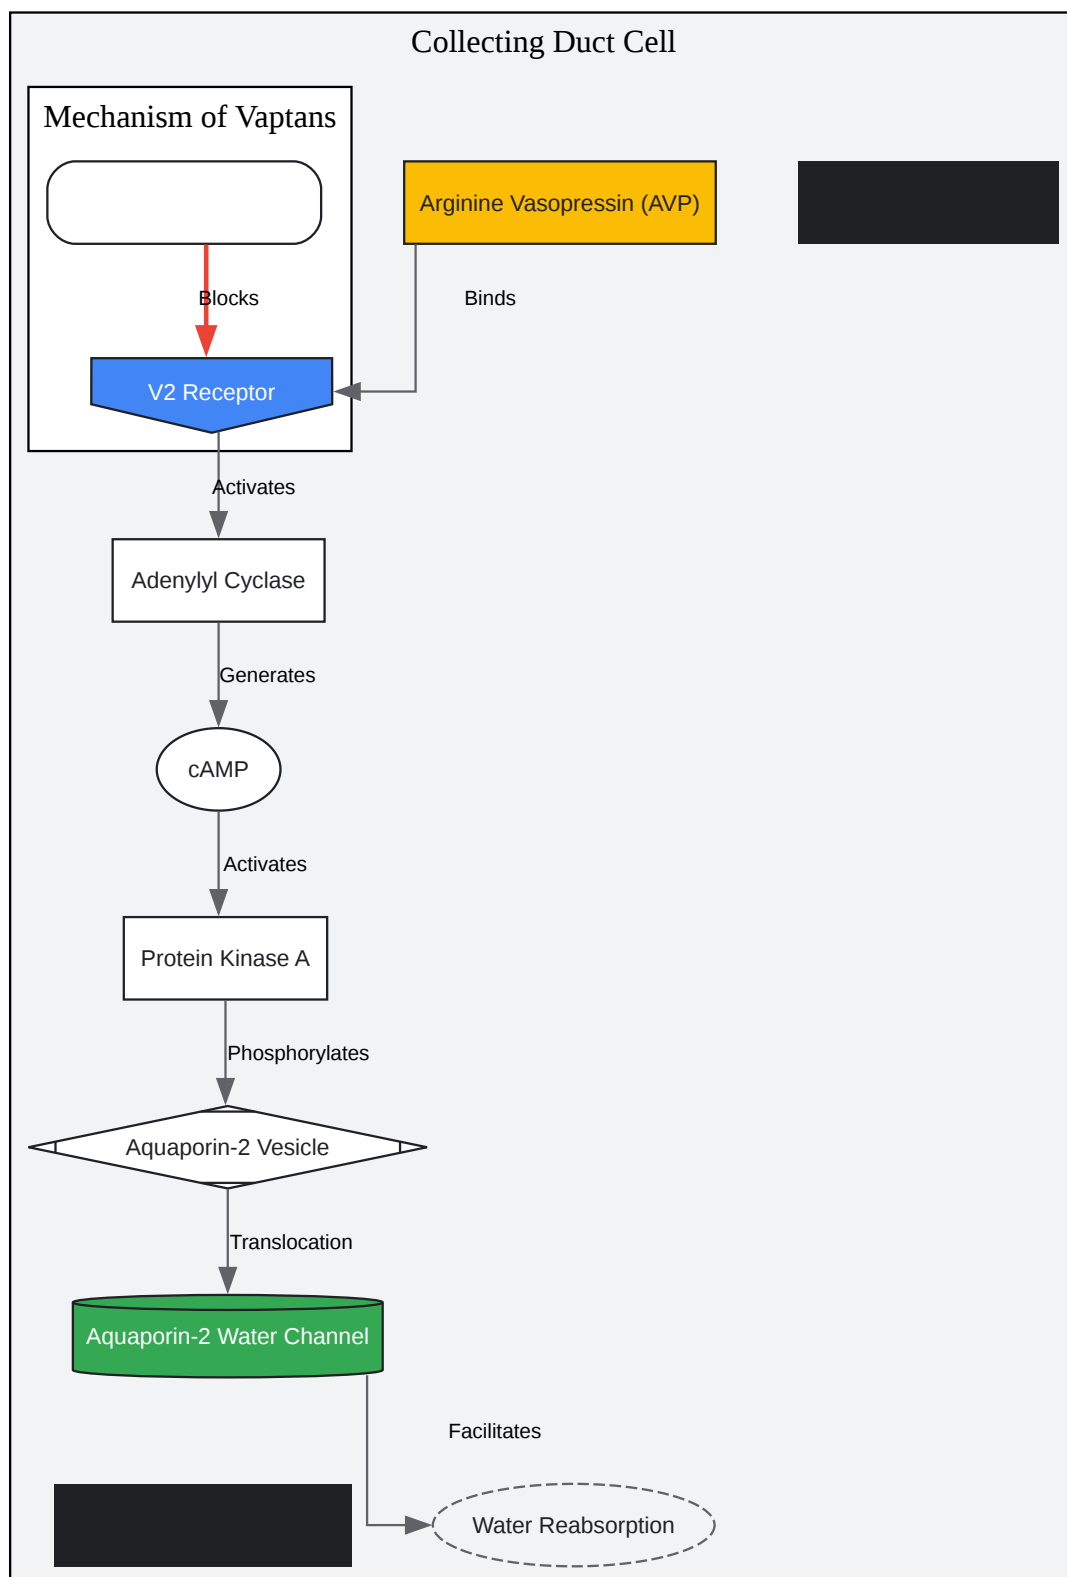 Collecting Duct Cell
Mechanism of Vaptans
Arginine Vasopressin (AVP)
Blocks
Binds
V2 Receptor
Activates
Adenylyl Cyclase
Generates
cAMP
Activates
Protein Kinase A
Phosphorylates
Aquaporin-2 Vesicle
Translocation
Aquaporin-2 Water Channel
Facilitates
Water Reabsorption